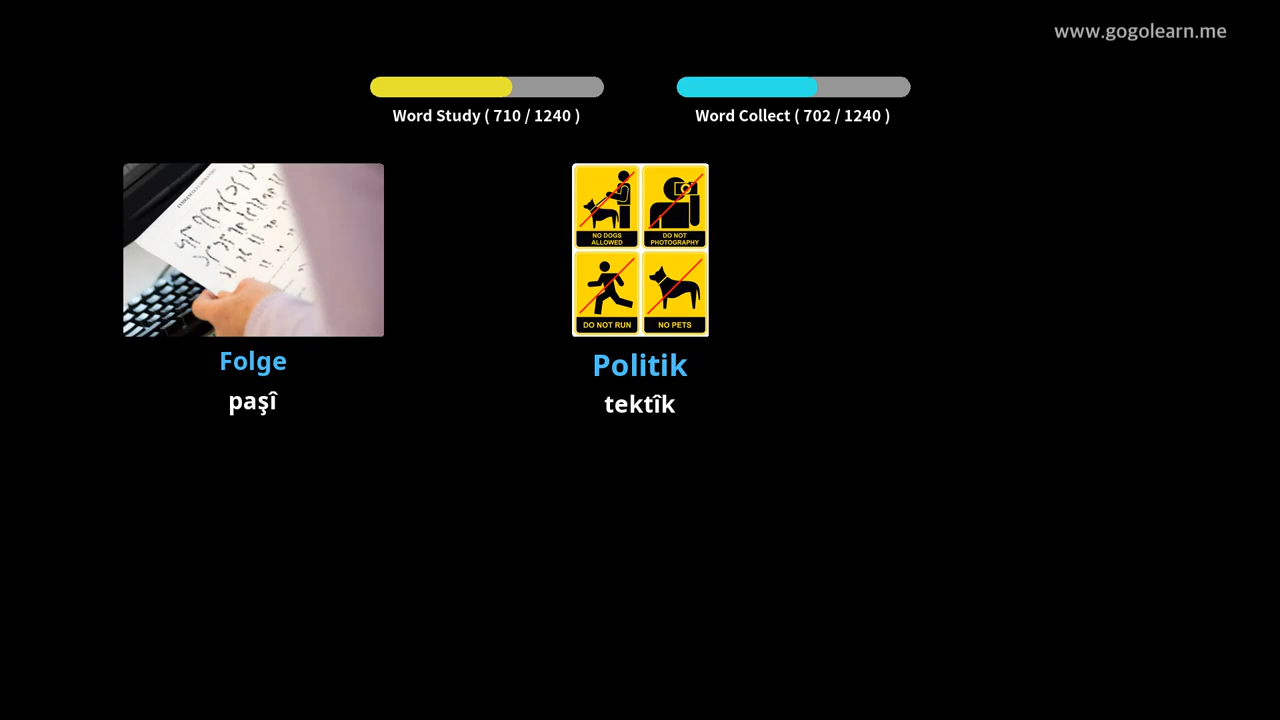 www.gogolearn.me
Word Study ( 710 / 1240 )
Word Collect ( 702 / 1240 )
NO DOGS
ALLOWED
DO NOT
PHOTOGRAPHY
DO NOT RUN
NO PETS
Folge
paşî
Politik
tektîk